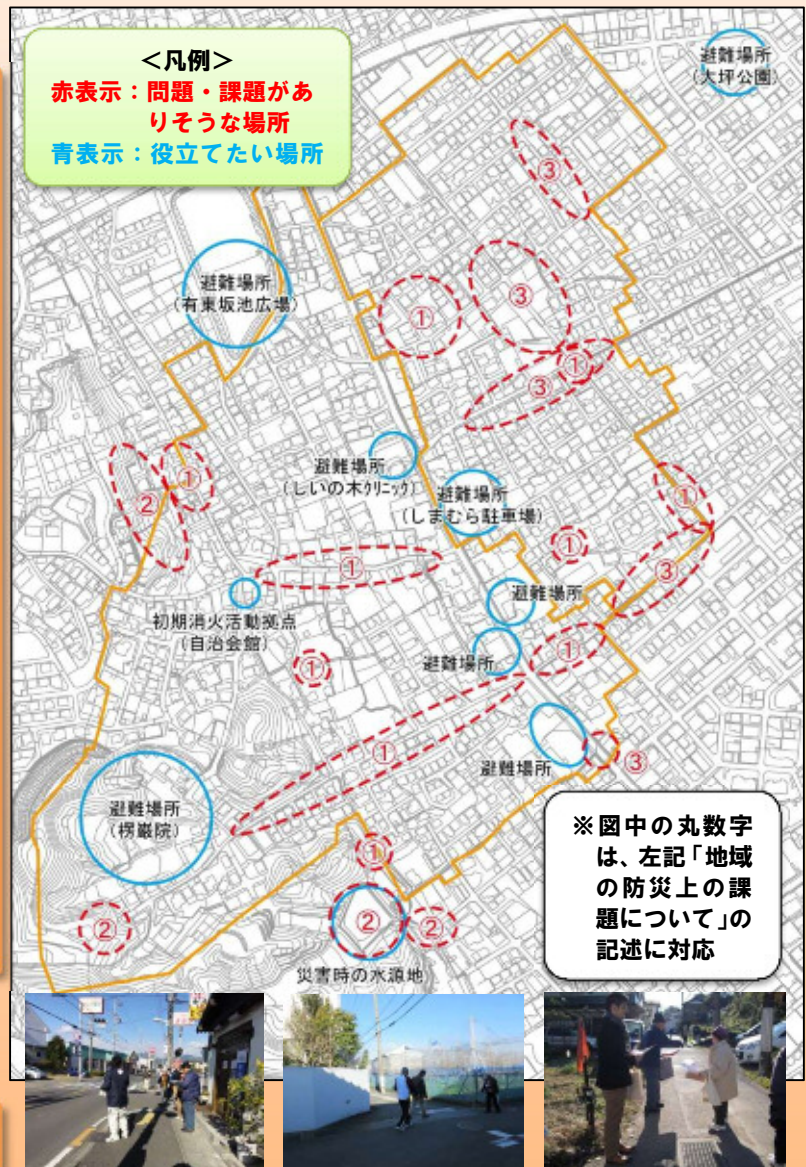 <凡例>
赤表示：問題・課題があ
りそうな場所
青表示：役立てたい場所
避難場所
(大坪公園)
③
避難場所
(有東坂池広場)
①
③
①
③
避難場所
(しいの木クリニック)
避難場所
(しまむら駐車場)
②
①
①
①
①
③
初期消火活動拠点
(自治会館)
避難場所
避難場所
①
①
①
避難場所
③
避難場所
(楞巌院)
①
②
②
②
災害時の水源地
※図中の丸数字
は、左記「地域
の防災上の課
題について」の
記述に対応